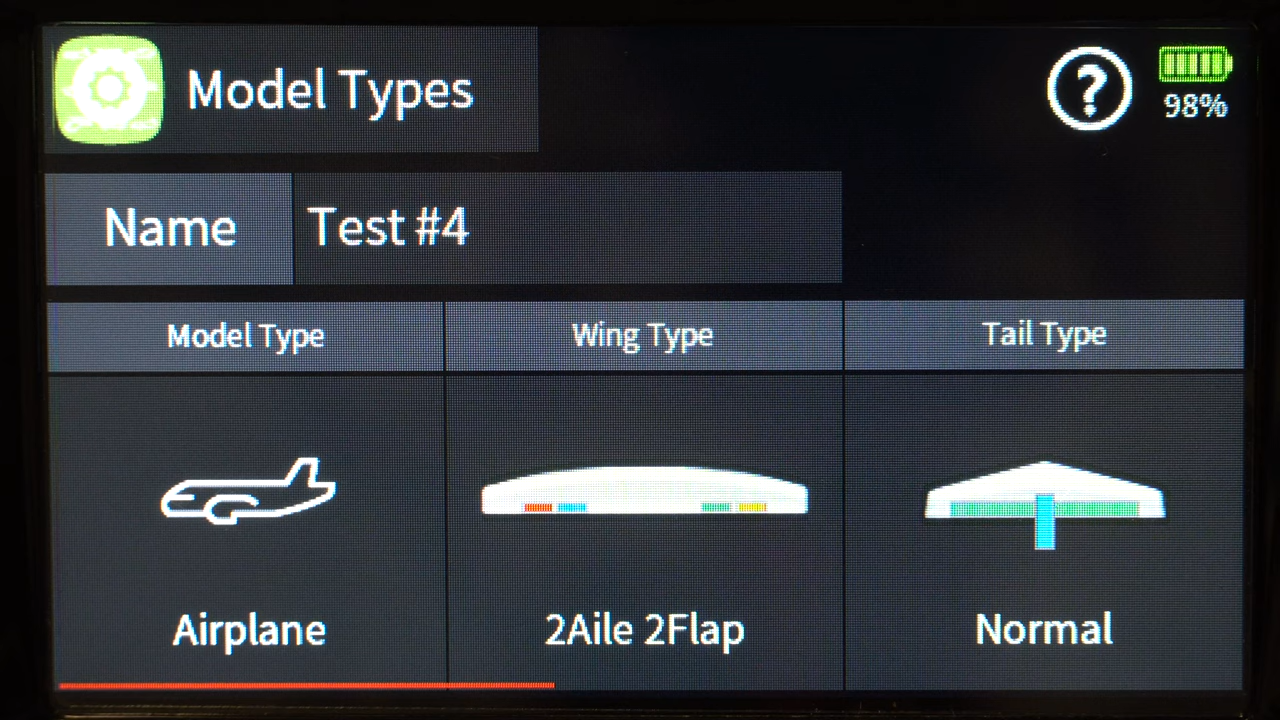 Model Types
?
98%
Name Test #4
Model Type Wing Type Tail Type
Airplane 2Aile 2Flap Normal